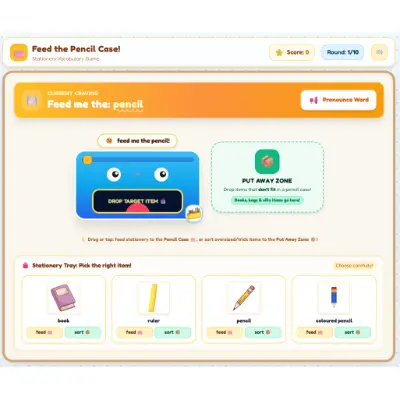 Feed the Pencil Case!
Stationery Vocabulary Game
Score: 0
Round: 1/10
CURRENT CRAVING
Feed me the: pencil
Pronounce Word
feed me the pencil!
DROP TARGET ITEM
PUT AWAY ZONE
Drop items that don't fit in a pencil case!
Books, bags & silly items go here!
Drag or tap: feed stationery to the Pencil Case, or sort oversized/trick items to the Put Away Zone
Stationery Tray: Pick the right item!
Choose carefully!
book
ruler
pencil
coloured pencil
feed
sort
feed
sort
feed
sort
feed
sort